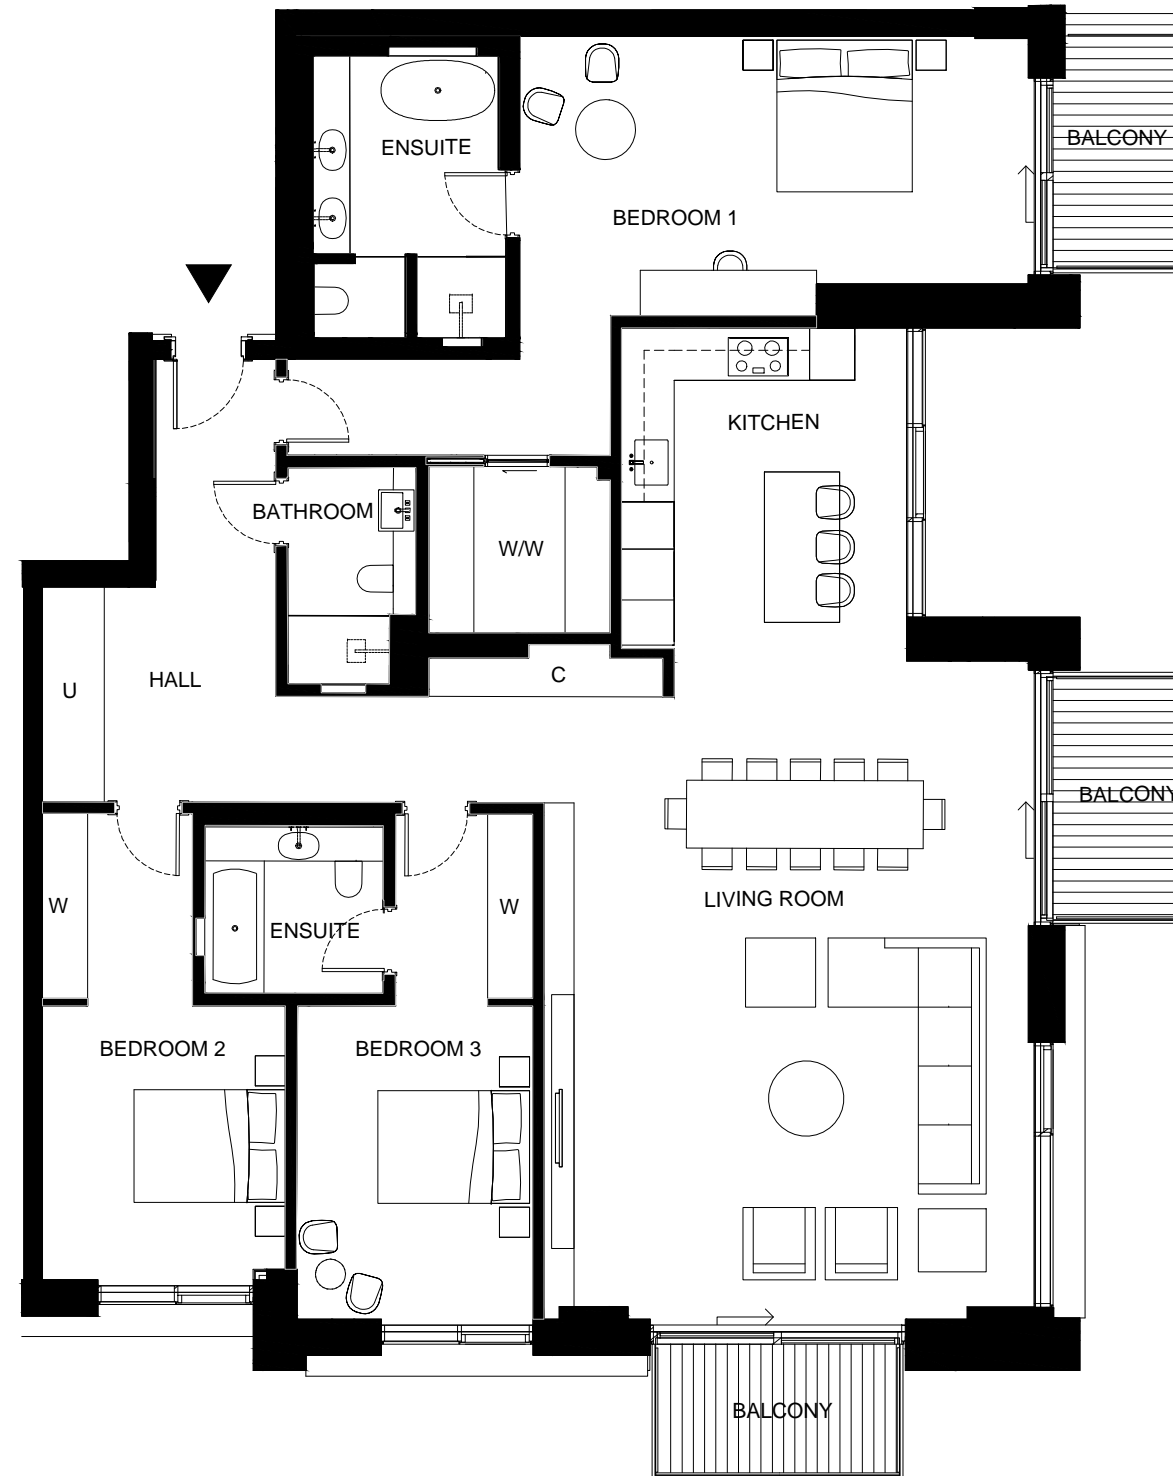 ENSUITE
BALCONY
BEDROOM 1
KITCHEN
BATHROOM
W/W
C
HALL
U
BALCONY
LIVING ROOM
W
W
ENSUITE
BEDROOM 2
BEDROOM 3
BALCONY